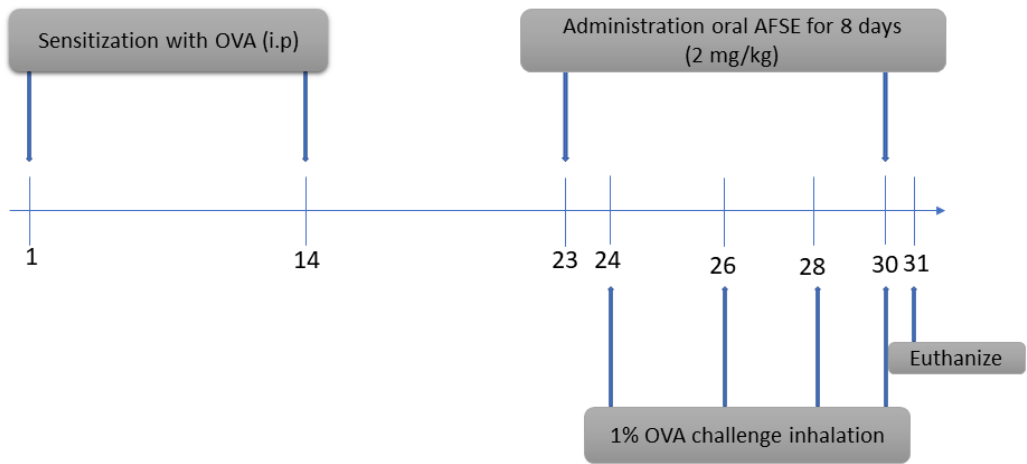 Sensitization with OVA (i.p)
Administration oral AFSE for 8 days
(2 mg/kg)
1
14
23
24
26
28
30
31
Euthanize
1% OVA challenge inhalation